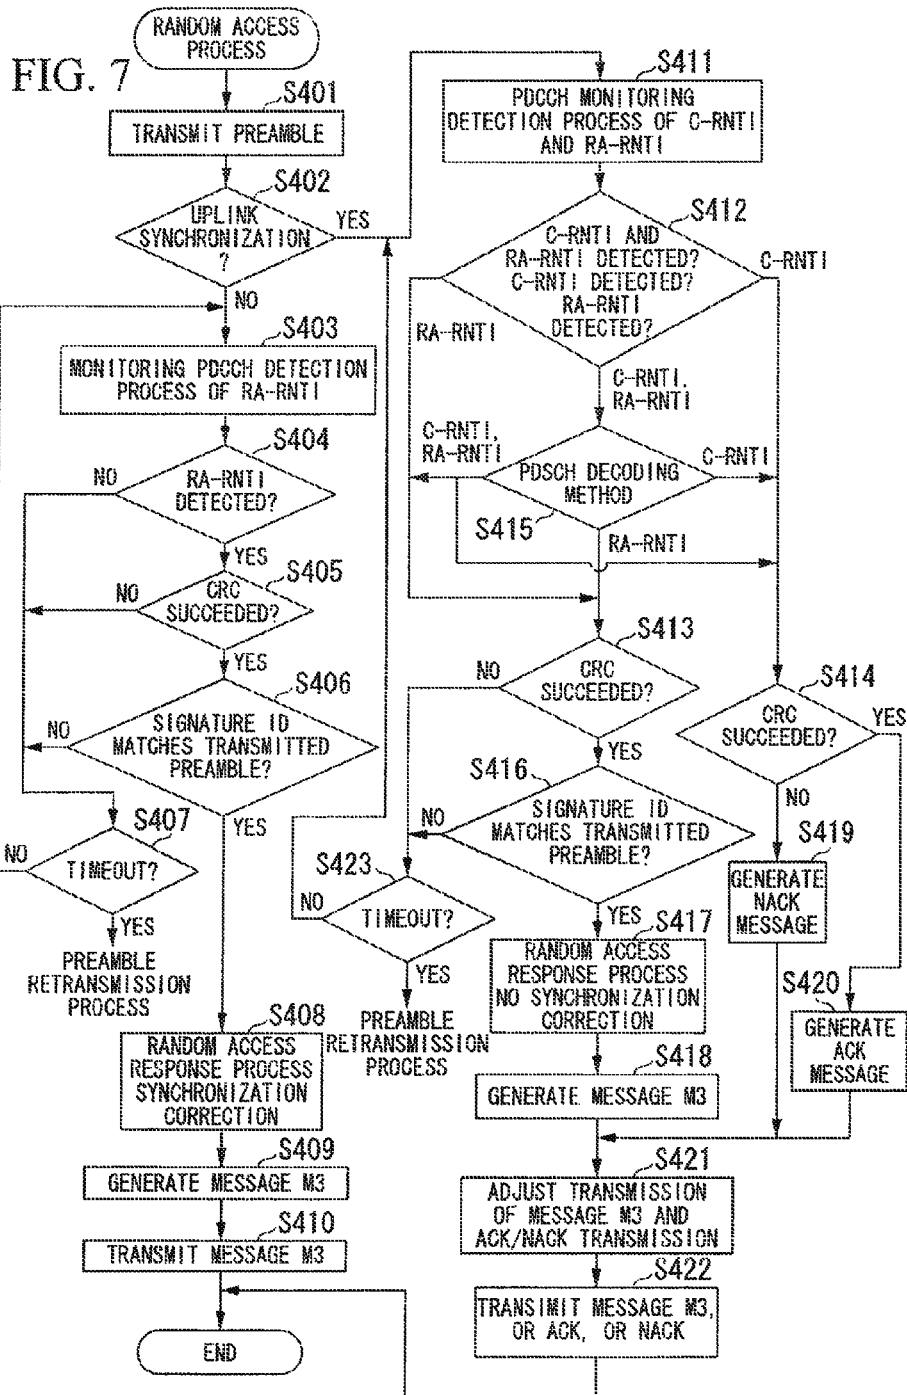 FIG. 7
RANDOM ACCESS
PROCESS
S401
TRANSMIT PREAMBLE
S402
UPLINK
SYNCHRONIZATION
?
YES
NO
S403
MONITORING PDCCH DETECTION
PROCESS OF RA-RNTI
S404
RA-RNTI
DETECTED?
NO
YES
S405
CRC
SUCCEEDED?
NO
YES
S406
SIGNATURE ID
MATCHES TRANSMITTED
PREAMBLE?
NO
YES
S407
TIMEOUT?
NO
YES
PREAMBLE
RETRANSMISSION
PROCESS
S408
RANDOM ACCESS
RESPONSE PROCESS
SYNCHRONIZATION
CORRECTION
S409
GENERATE MESSAGE M3
S410
TRANSMIT MESSAGE M3
END
S411
PDCCH MONITORING
DETECTION PROCESS OF C-RNTI
AND RA-RNTI
S412
C-RNTI AND
RA-RNTI DETECTED?
C-RNTI DETECTED?
RA-RNTI
DETECTED?
C-RNTI
RA-RNTI
C-RNTI,
RA-RNTI
C-RNTI,
RA-RNTI
PDSCH DECODING
METHOD
C-RNTI
S415
RA-RNTI
S413
CRC
SUCCEEDED?
NO
YES
S414
CRC
SUCCEEDED?
YES
NO
S416
SIGNATURE ID
MATCHES TRANSMITTED
PREAMBLE?
NO
YES
S423
TIMEOUT?
NO
YES
PREAMBLE
RETRANSMISSION
PROCESS
S417
RANDOM ACCESS
RESPONSE PROCESS
NO SYNCHRONIZATION
CORRECTION
S418
GENERATE MESSAGE M3
S419
GENERATE
NACK
MESSAGE
S420
GENERATE
ACK
MESSAGE
S421
ADJUST TRANSMISSION
OF MESSAGE M3 AND
ACK/NACK TRANSMISSION
S422
TRANSIMIT MESSAGE M3,
OR ACK, OR NACK